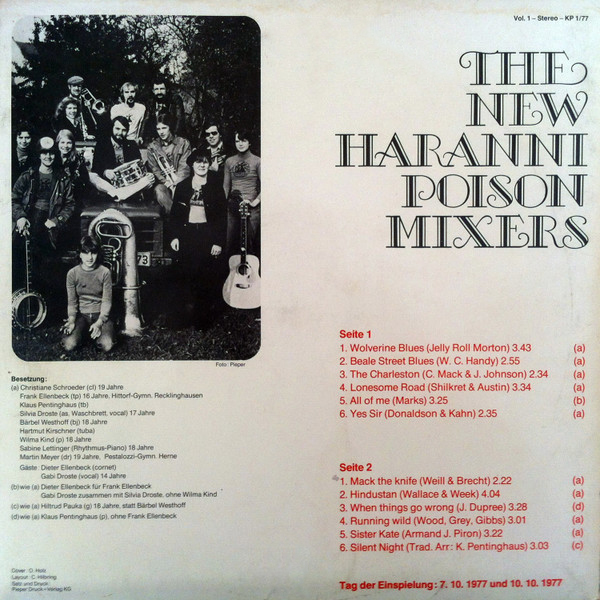 Vol. 1 – Stereo – KP 1/77
THE
NEW
HARANNI
POISON
MIXERS
73
Foto: Pieper
Besetzung:
(a) Christiane Schroeder (cl) 19 Jahre
Frank Ellenbeck (tp) 16 Jahre, Hittorf-Gymn. Recklinghausen
Klaus Pentinghaus (tb)
Silvia Droste (as, Waschbrett, vocal) 17 Jahre
Bärbel Westhoff (bj) 18 Jahre
Hartmut Kirschner (tuba)
Wilma Kind (p) 18 Jahre
Sabine Lettinger (Rhythmus-Piano) 18 Jahre
Martin Meyer (dr) 19 Jahre, Pestalozzi-Gymn. Herne
Gäste: Dieter Ellenbeck (cornet)
Gabi Droste (vocal) 14 Jahre
(b) wie (a) Dieter Ellenbeck für Frank Ellenbeck
Gabi Droste zusammen mit Silvia Droste, ohne Wilma Kind
(c) wie (a) Hiltrud Pauka (g) 18 Jahre, statt Bärbel Westhoff
(d) wie (a) Klaus Pentinghaus (p), ohne Frank Ellenbeck
Cover: O. Holz
Layout: C. Hilbring
Satz und Druck:
Pieper Druck+Verlag KG
Seite 1
1. Wolverine Blues (Jelly Roll Morton) 3.43 (a)
2. Beale Street Blues (W. C. Handy) 2.55 (a)
3. The Charleston (C. Mack & J. Johnson) 2.34 (a)
4. Lonesome Road (Shilkret & Austin) 3.34 (a)
5. All of me (Marks) 3.25 (b)
6. Yes Sir (Donaldson & Kahn) 2.35 (a)
Seite 2
1. Mack the knife (Weill & Brecht) 2.22 (a)
2. Hindustan (Wallace & Week) 4.04 (a)
3. When things go wrong (J. Dupree) 3.28 (d)
4. Running wild (Wood, Grey, Gibbs) 3.01 (a)
5. Sister Kate (Armand J. Piron) 3.22 (a)
6. Silent Night (Trad. Arr: K. Pentinghaus) 3.03 (c)
Tag der Einspielung: 7. 10. 1977 und 10. 10. 1977